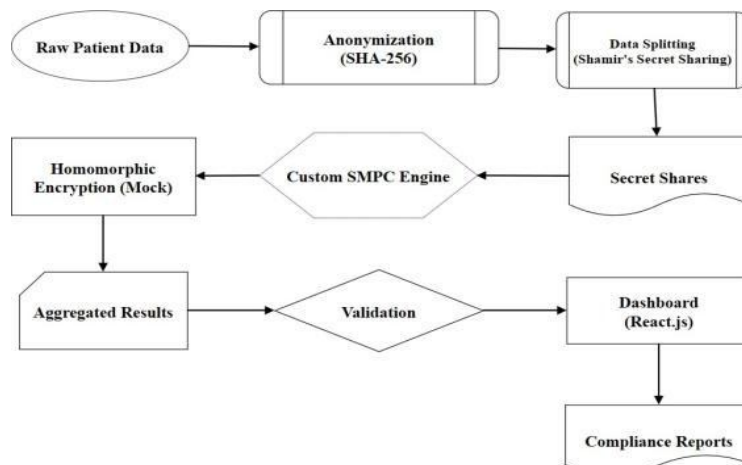 Raw Patient Data
Anonymization
(SHA-256)
Data Splitting
(Shamir's Secret Sharing)
Homomorphic
Encryption (Mock)
Custom SMPC Engine
Secret Shares
Aggregated Results
Validation
Dashboard
(React.js)
Compliance Reports